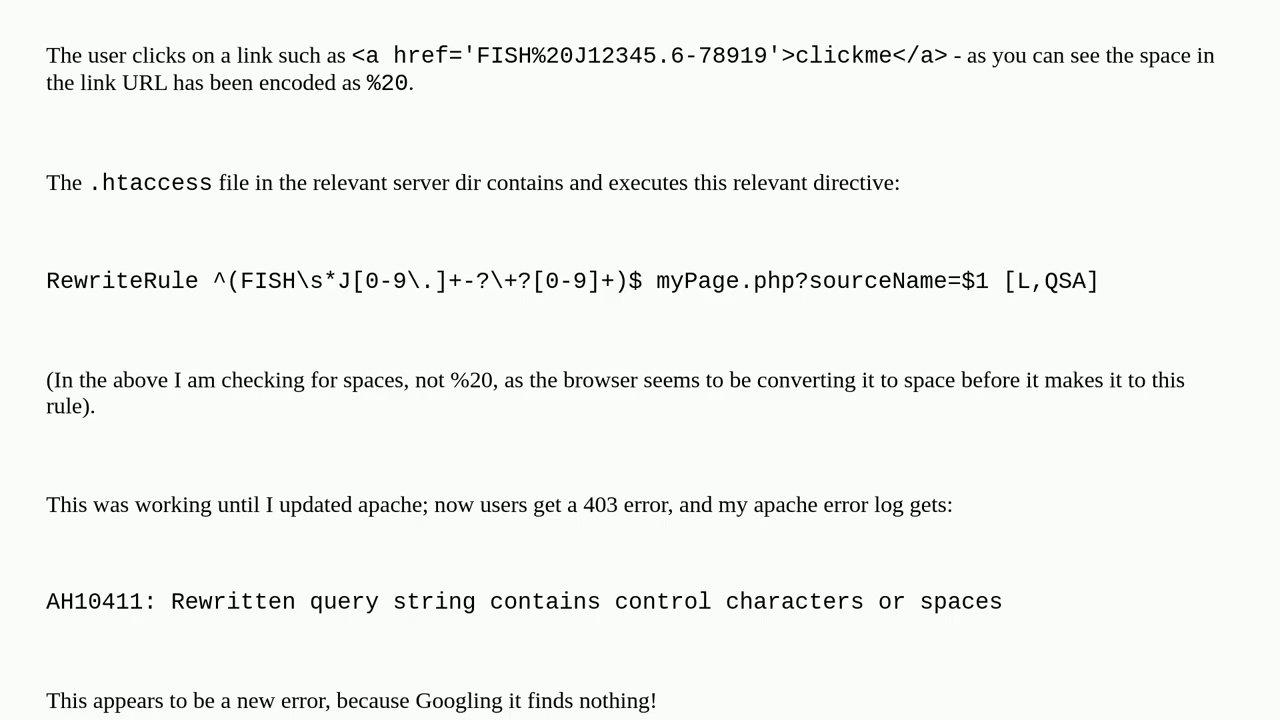 The user clicks on a link such as <a href='FISH%20J12345.6-78919'>clickme</a> - as you can see the space in
the link URL has been encoded as %20.
The .htaccess file in the relevant server dir contains and executes this relevant directive:
RewriteRule ^(FISH\s*J[0-9\.]+-?\+?[0-9]+)$ myPage.php?sourceName=$1 [L,QSA]
(In the above I am checking for spaces, not %20, as the browser seems to be converting it to space before it makes it to this
rule).
This was working until I updated apache; now users get a 403 error, and my apache error log gets:
AH10411: Rewritten query string contains control characters or spaces
This appears to be a new error, because Googling it finds nothing!